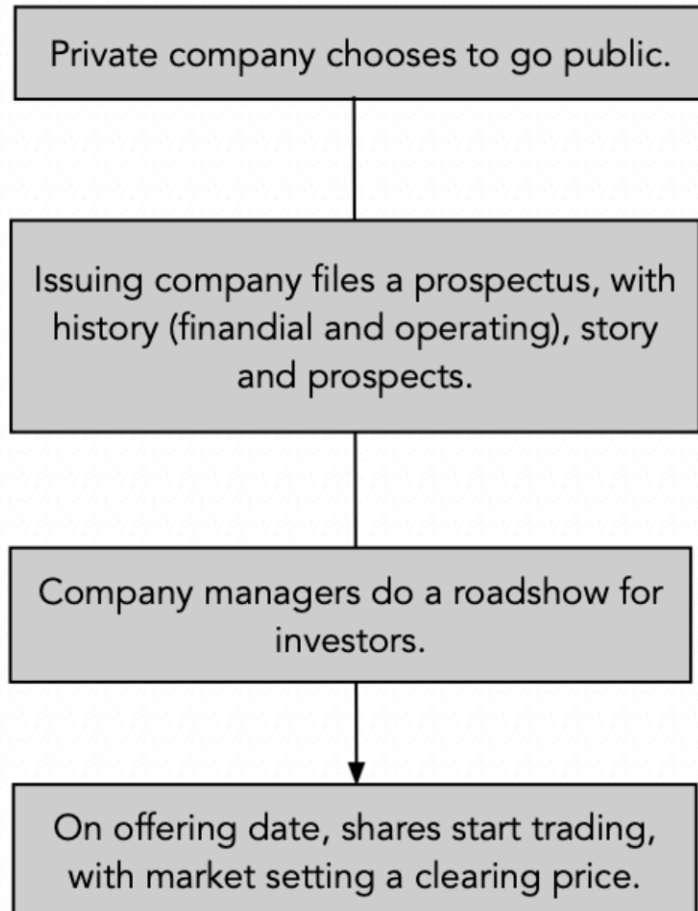 Private company chooses to go public.
Issuing company files a prospectus, with
history (finandial and operating), story
and prospects.
Company managers do a roadshow for
investors.
On offering date, shares start trading,
with market setting a clearing price.